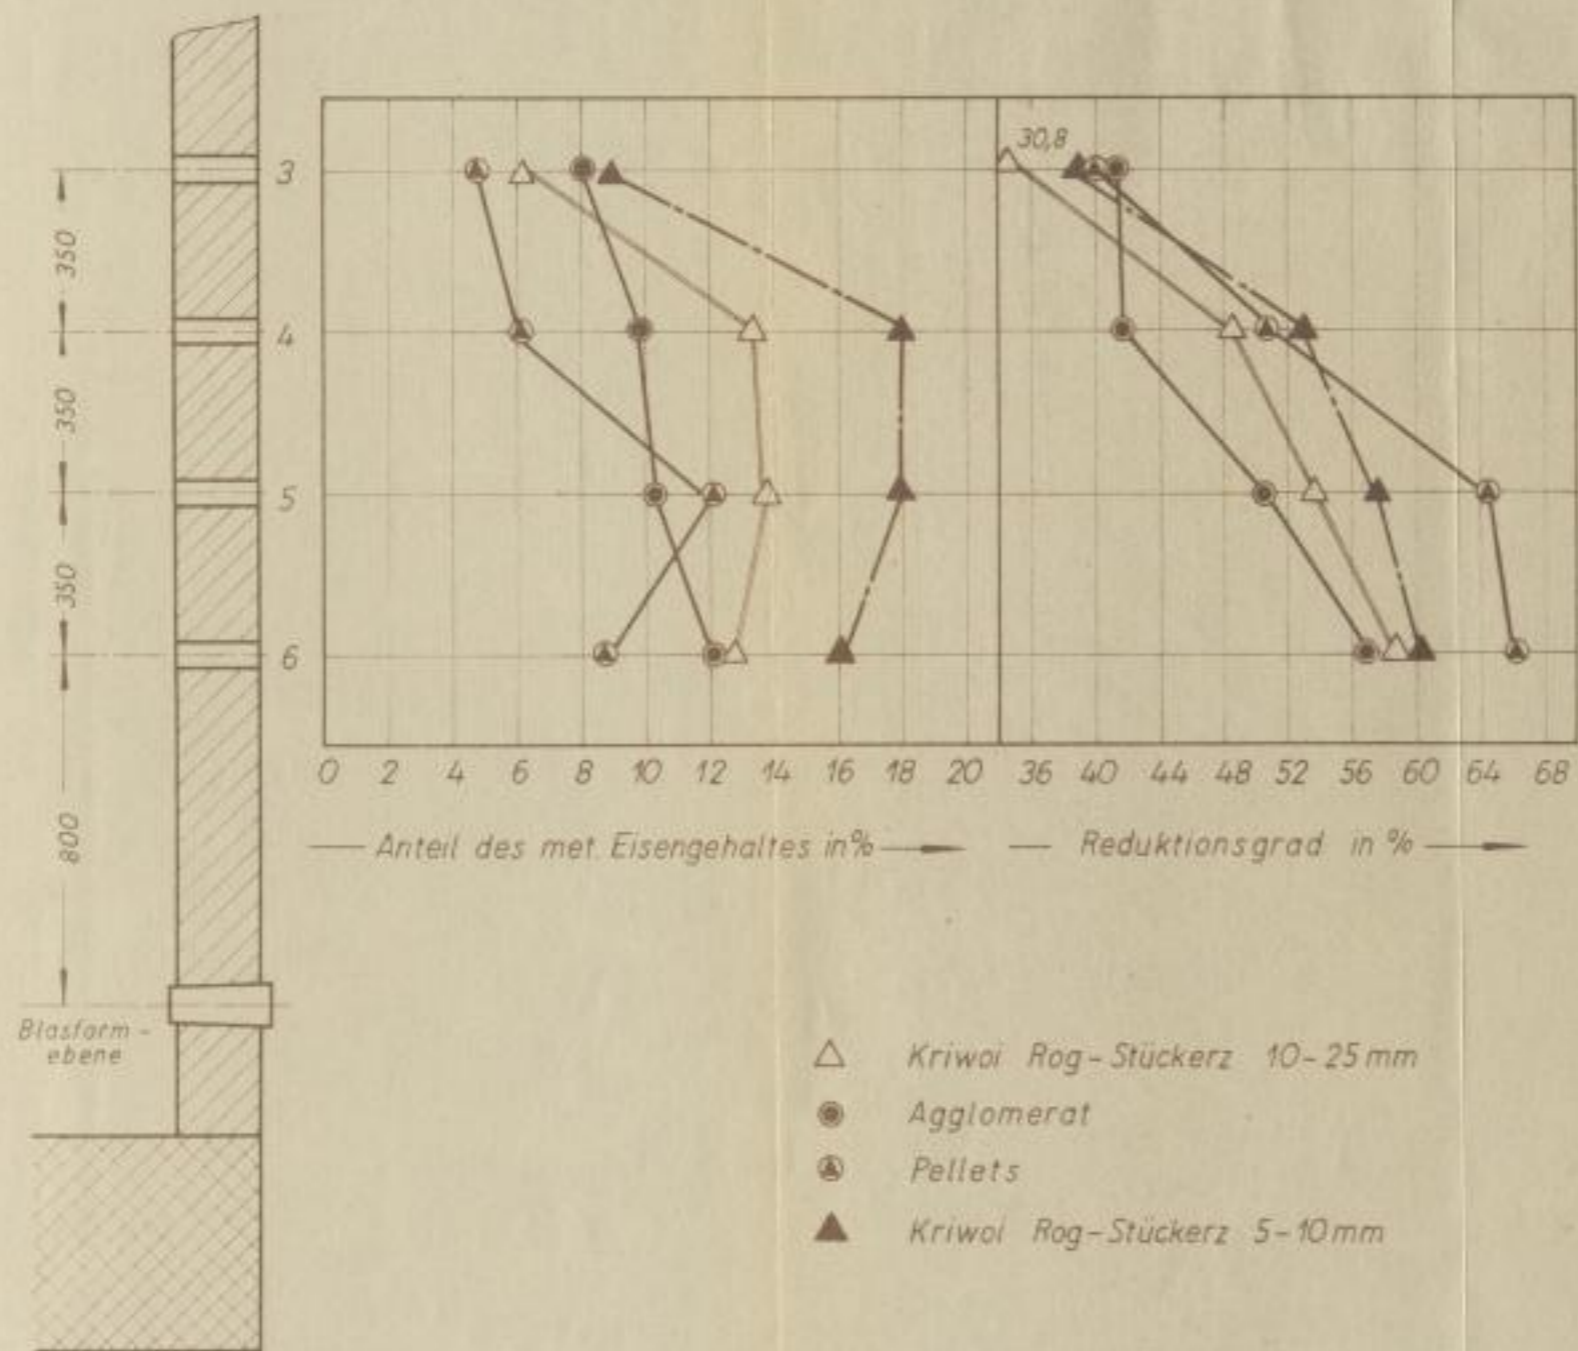 30,8
3
350
4
350
5
350
6
800
0 2 4 6 8 10 12 14 16 18 20 36 40 44 48 52 56 60 64 68
Anteil des met. Eisengehaltes in %
Reduktionsgrad in %
Blasform-
ebene
Kriwoi Rog-Stückerz 10-25 mm
Agglomerat
Pellets
Kriwoi Rog-Stückerz 5-10 mm